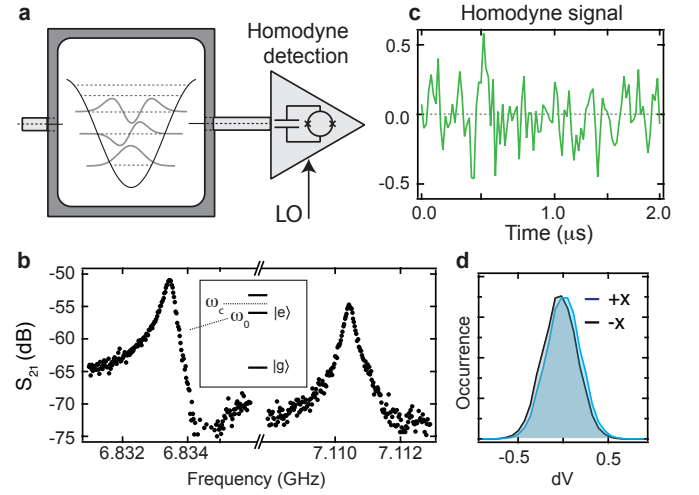 a
Homodyne
detection
LO
c
Homodyne signal
0.5
0.0
-0.5
0.0
1.0
2.0
Time (μs)
b
-50
-55
-60
-65
-70
-75
S21 (dB)
ωc
ω0
|e⟩
|g⟩
6.832
6.834
7.110
7.112
Frequency (GHz)
d
+X
-X
Occurrence
-0.5
0.5
dV